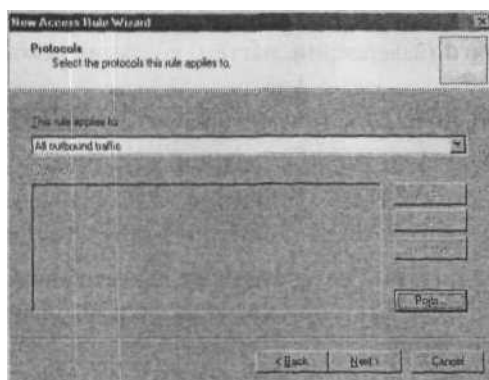 New Access Rule Wizard
Protocols
Select the protocols this rule applies to.
This rule applies to:
All outbound traffic
Ports...
< Back
Next >
Cancel